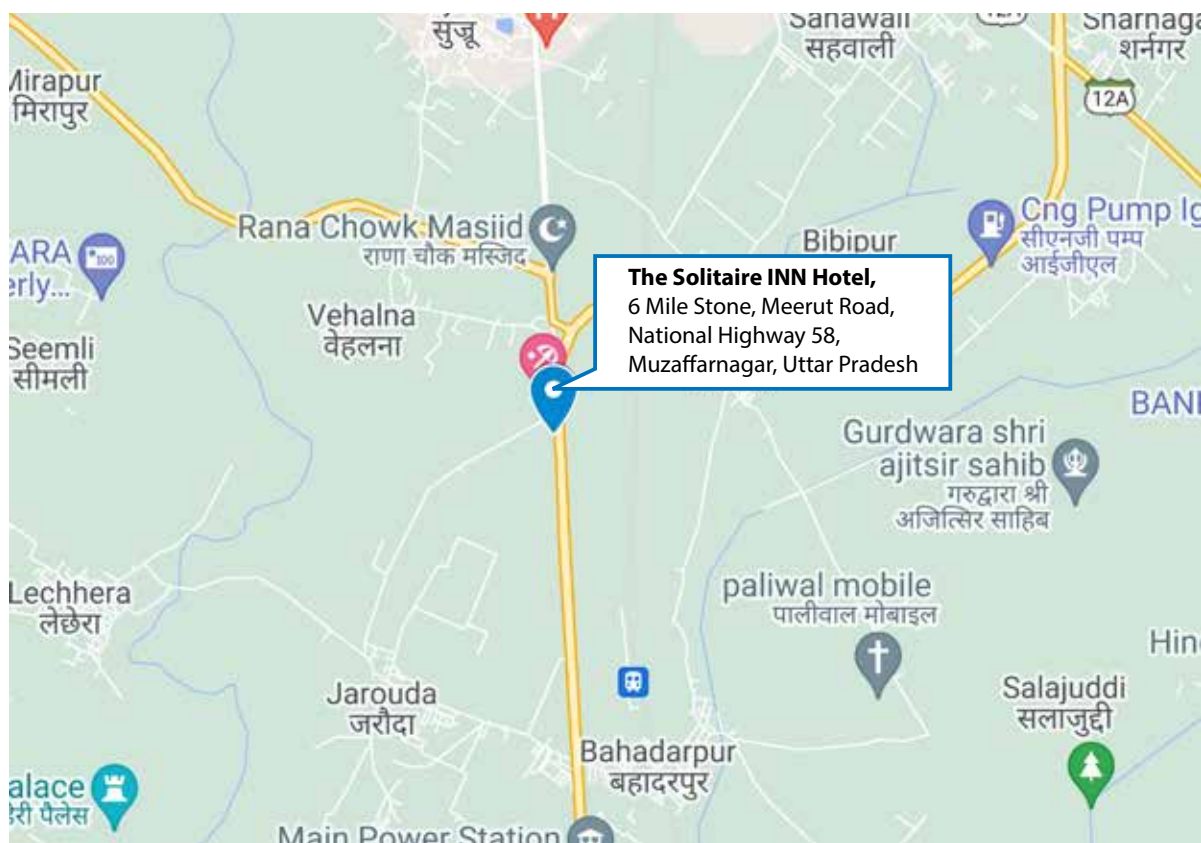 सुजू
Sanawali
सहवाली
12A
शर्नगर
12A
Mirapur
मिरापुर
Rana Chowk Masjid
राणा चौक मस्जिद
Bibipur
Cng Pump Ig
सीएनजी पम्प
आईजीएल
ARA
erly...
The Solitaire INN Hotel,
6 Mile Stone, Meerut Road,
National Highway 58,
Muzaffarnagar, Uttar Pradesh
Vehalna
वेहलना
Seemli
सीमली
BAN
Gurdwara shri
ajitsir sahib
गरुद्वारा श्री
अजित्सिर साहिब
Lechhera
लेछेरा
paliwal mobile
पालीवाल मोबाइल
Hin
Jarouda
जरौदा
Salajuddi
सलाजुद्दी
Bahadarpur
बहादरपुर
alace
पैलेस
Main Power Station